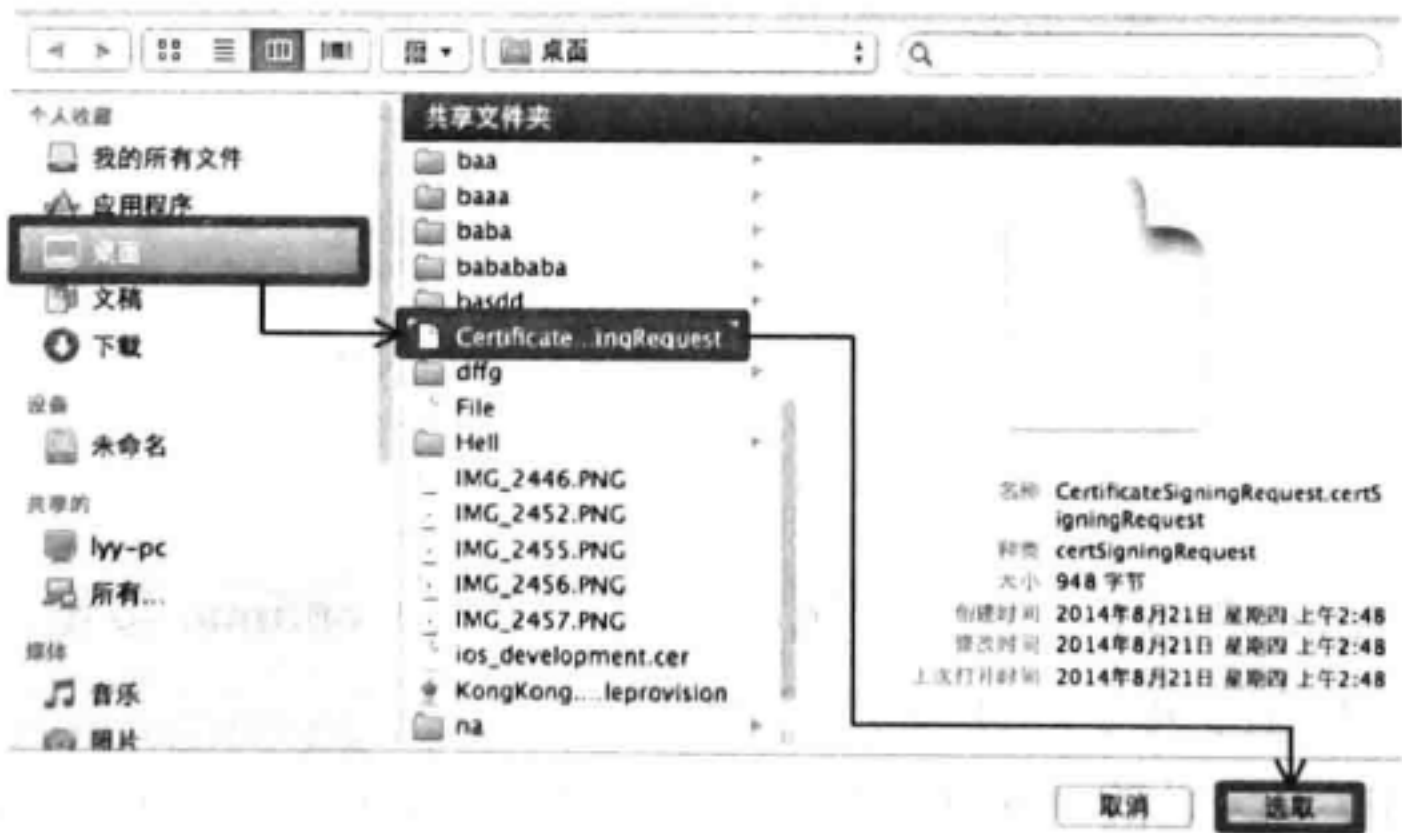 桌面
个人收藏
我的所有文件
应用程序
桌面
文稿
下载
设备
未命名
共享的
lyy-pc
所有...
媒体
音乐
照片
共享文件夹
baa
baaa
baba
babababa
basdd
Certificate...ingRequest
dffg
File
Hell
IMG_2446.PNG
IMG_2452.PNG
IMG_2455.PNG
IMG_2456.PNG
IMG_2457.PNG
ios_development.cer
KongKong....leprovision
na
名称 CertificateSigningRequest.certS
igningRequest
种类 certSigningRequest
大小 948 字节
创建时间 2014年8月21日 星期四 上午2:48
修改时间 2014年8月21日 星期四 上午2:48
上次打开时间 2014年8月21日 星期四 上午2:48
取消
选取